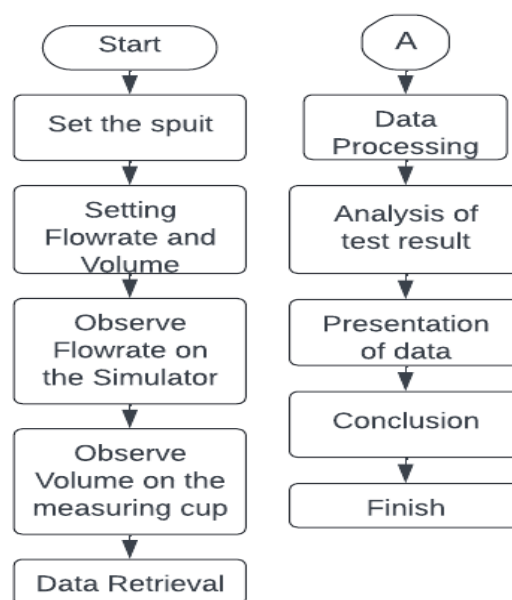 Start
Set the spuit
Setting
Flowrate and
Volume
Observe
Flowrate on
the Simulator
Observe
Volume on the
measuring cup
Data Retrieval
A
Data
Processing
Analysis of
test result
Presentation
of data
Conclusion
Finish